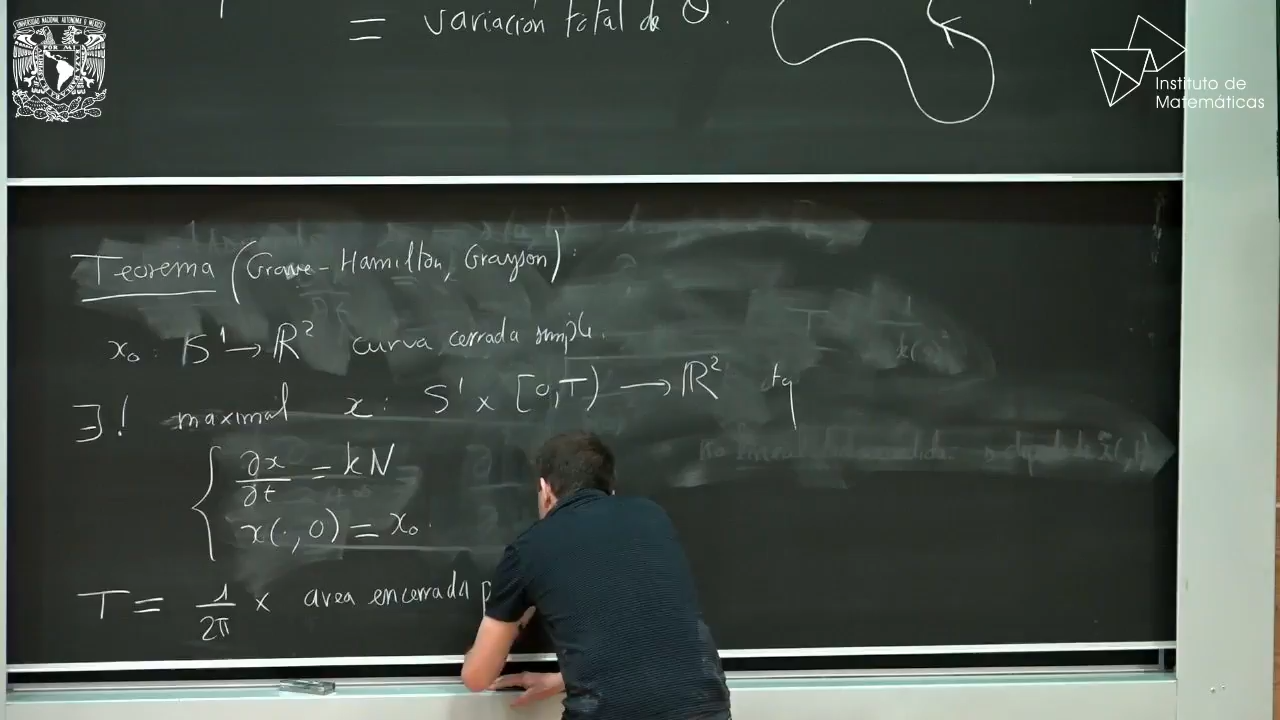 = variación total de θ.
Instituto de
Matemáticas
Teorema (Grave-Hamilton, Grayson):
x₀: S¹ → ℝ² curva cerrada simple.
∃! maximal x: S¹ × [0,T) → ℝ² tq
{ ∂x/∂t = kN
x(·,0) = x₀.
T = 1/2π × area encerrada p